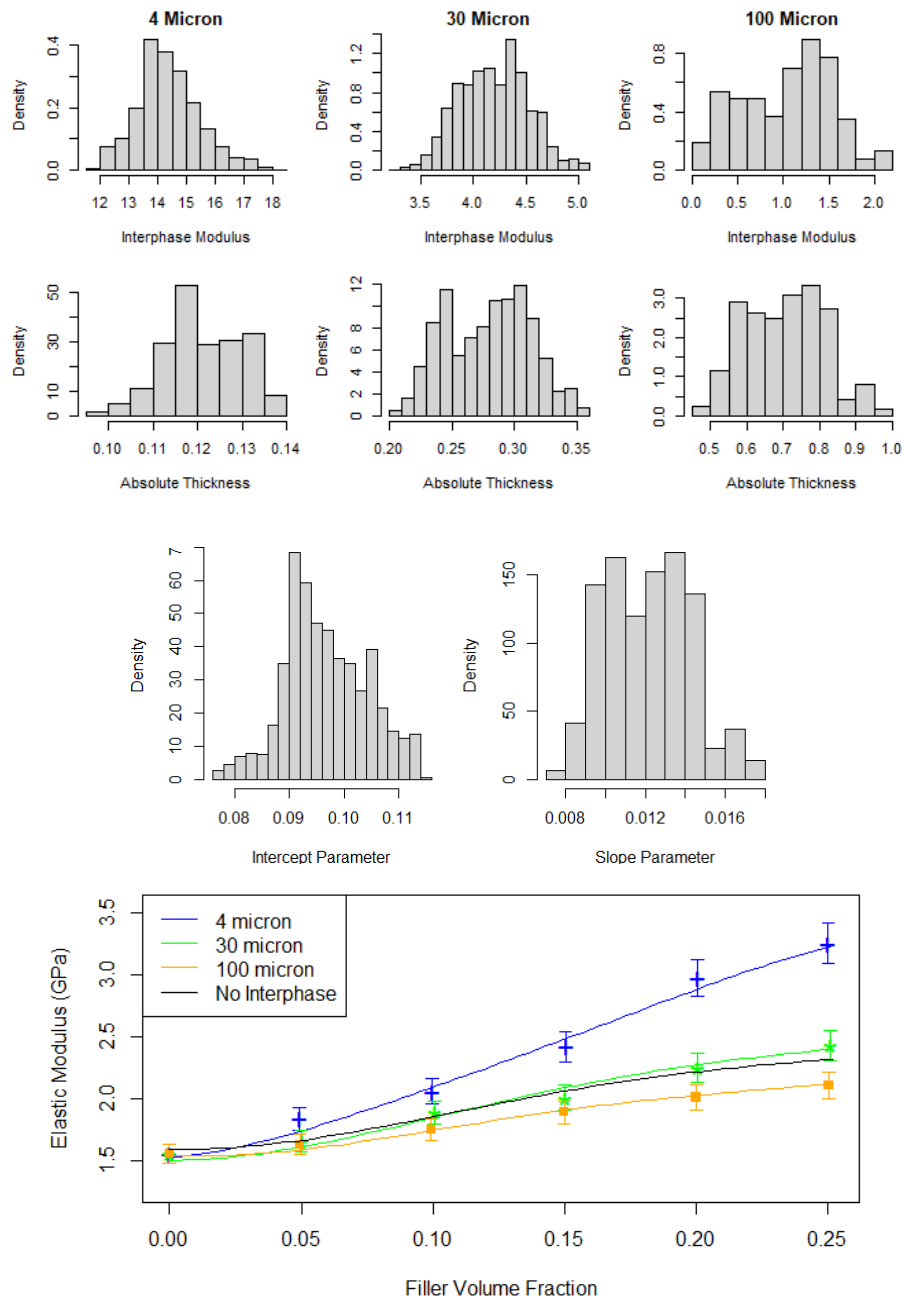 4 Micron 30 Micron 100 Micron
Density Density Density
0.0 0.2 0.4
0.0 0.4 0.8 1.2
0.0 0.4 0.8
12 13 14 15 16 17 18
3.5 4.0 4.5 5.0
0.0 0.5 1.0 1.5 2.0
Interphase Modulus Interphase Modulus Interphase Modulus
Density Density Density
0 10 30 50
0 2 4 6 8 12
0.0 1.0 2.0 3.0
0.10 0.11 0.12 0.13 0.14
0.20 0.25 0.30 0.35
0.5 0.6 0.7 0.8 0.9 1.0
Absolute Thickness Absolute Thickness Absolute Thickness
Density Density
0 10 20 30 40 50 60 7
0 50 100 150
0.08 0.09 0.10 0.11
0.008 0.012 0.016
Intercept Parameter Slope Parameter
Elastic Modulus (GPa)
1.5 2.0 2.5 3.0 3.5
4 micron
30 micron
100 micron
No Interphase
0.00 0.05 0.10 0.15 0.20 0.25
Filler Volume Fraction